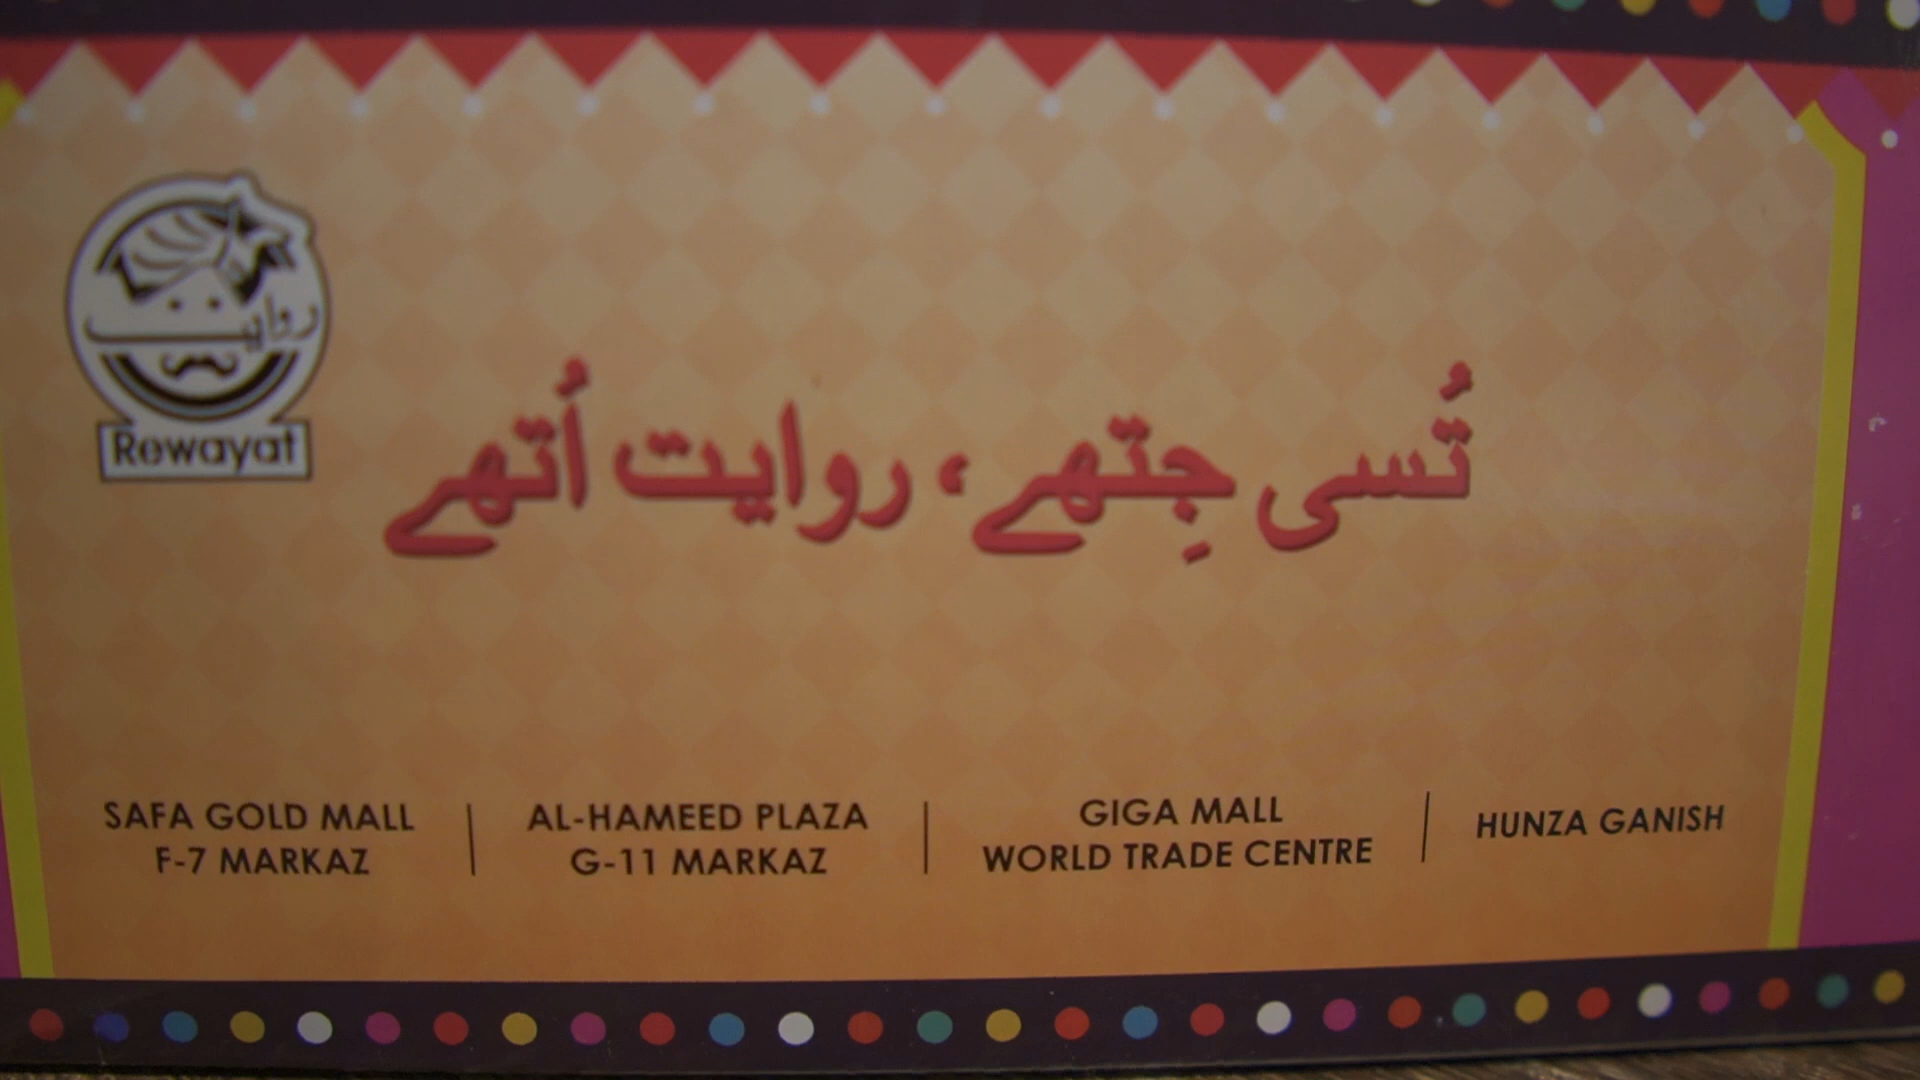 روایت
Rewayat
تُسی جِتھے، روایت اُتھے
SAFA GOLD MALL
F-7 MARKAZ
AL-HAMEED PLAZA
G-11 MARKAZ
GIGA MALL
WORLD TRADE CENTRE
HUNZA GANISH